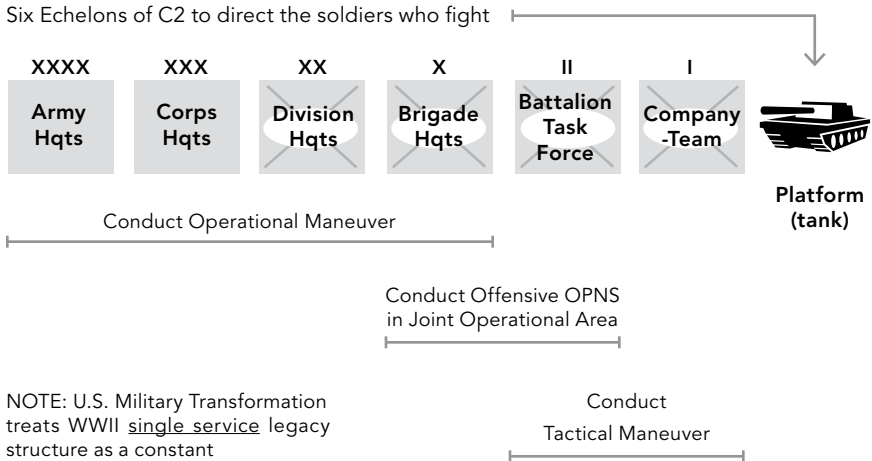 Six Echelons of C2 to direct the soldiers who fight
XXXX
XXX
XX
X
II
I
Army
Hqts
Corps
Hqts
Division
Hqts
Brigade
Hqts
Battalion
Task
Force
Company
-Team
Platform
(tank)
Conduct Operational Maneuver
Conduct Offensive OPNS
in Joint Operational Area
NOTE: U.S. Military Transformation
treats WWII single service legacy
structure as a constant
Conduct
Tactical Maneuver